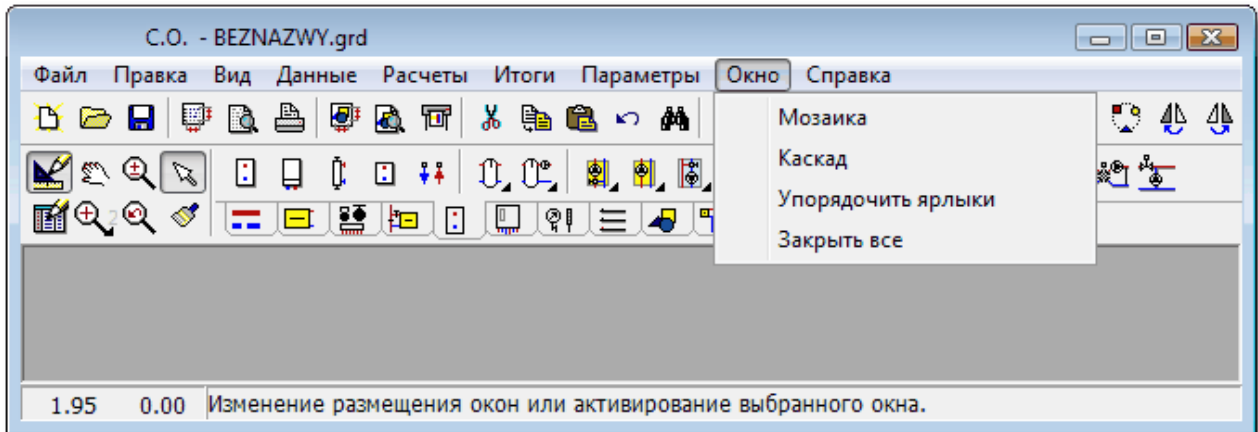 C.O. - BEZNAZWY.grd
Файл Правка Вид Данные Расчеты Итоги Параметры Окно Справка
Мозаика
Каскад
Упорядочить ярлыки
Закрыть все
1.95 0.00 Изменение размещения окон или активирование выбранного окна.